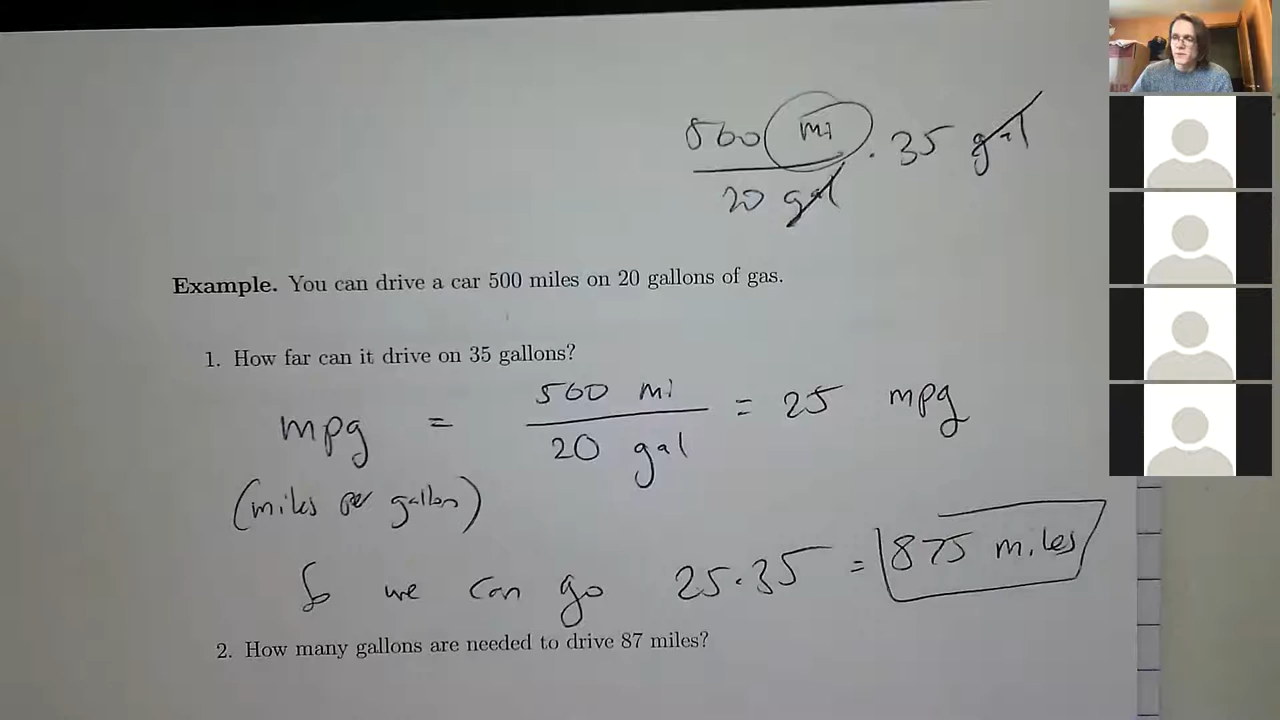 500 mi . 35 gal
20 gal
Example. You can drive a car 500 miles on 20 gallons of gas.
1. How far can it drive on 35 gallons?
mpg = 500 mi / 20 gal = 25 mpg
(miles per gallon)
So we can go 25.35 = 875 miles
2. How many gallons are needed to drive 87 miles?